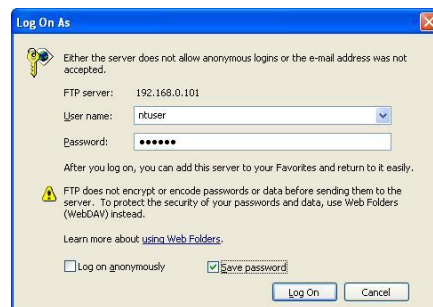 Log On As
Either the server does not allow anonymous logins or the e-mail address was not
accepted.
FTP server: 192.168.0.101
User name: ntuser
Password: ••••••
After you log on, you can add this server to your Favorites and return to it easily.
FTP does not encrypt or encode passwords or data before sending them to the
server. To protect the security of your passwords and data, use Web Folders
(WebDAV) instead.
Learn more about using Web Folders.
Log on anonymously Save password
Log On Cancel